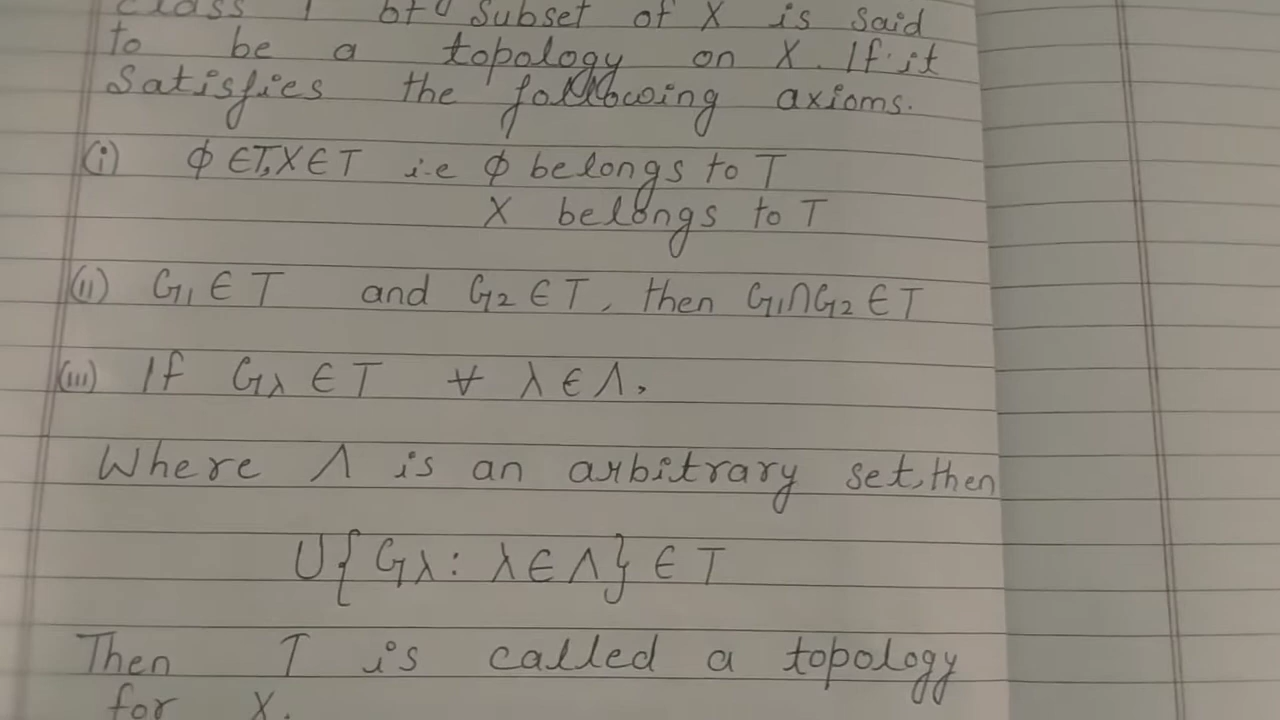 class T of subset of X is said
to be a topology on X. If it
Satisfies the following axioms.
(i) ϕ ∈ T, X ∈ T i.e ϕ belongs to T
X belongs to T
(ii) G₁ ∈ T and G₂ ∈ T, then G₁∩G₂ ∈ T
(iii) If Gλ ∈ T ∀ λ ∈ Λ,
Where Λ is an arbitrary set, then
∪{Gλ : λ ∈ Λ} ∈ T
Then T is called a topology
for X.